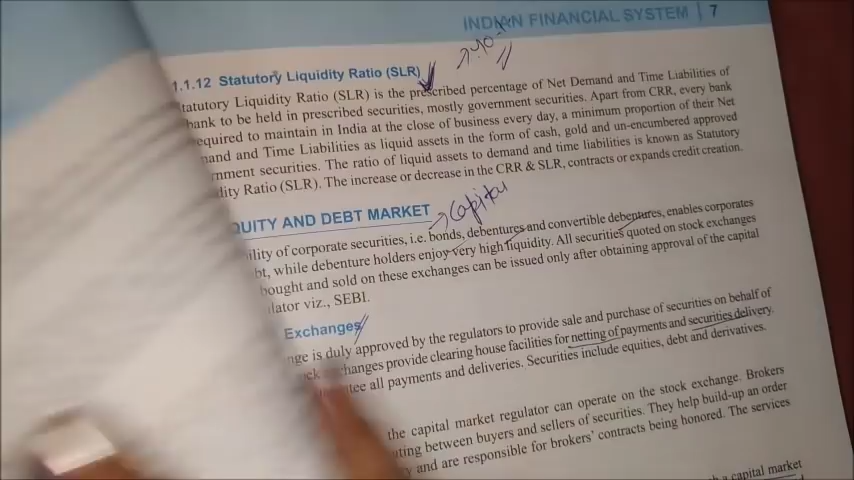 INDIAN FINANCIAL SYSTEM | 7
1.1.12 Statutory Liquidity Ratio (SLR)
tatutory Liquidity Ratio (SLR) is the prescribed percentage of Net Demand and Time Liabilities of
bank to be held in prescribed securities, mostly government securities. Apart from CRR, every bank
equired to maintain in India at the close of business every day, a minimum proportion of their Net
nand and Time Liabilities as liquid assets in the form of cash, gold and un-encumbered approved
rnment securities. The ratio of liquid assets to demand and time liabilities is known as Statutory
dity Ratio (SLR). The increase or decrease in the CRR & SLR, contracts or expands credit creation.
Capital
QUITY AND DEBT MARKET
ility of corporate securities, i.e. bonds, debentures and convertible debentures, enables corporates
bt, while debenture holders enjoy very high liquidity. All securities quoted on stock exchanges
bought and sold on these exchanges can be issued only after obtaining approval of the capital
lator viz., SEBI.
Exchanges
nge is duly approved by the regulators to provide sale and purchase of securities on behalf of
ck exchanges provide clearing house facilities for netting of payments and securities delivery.
tee all payments and deliveries. Securities include equities, debt and derivatives.
the capital market regulator can operate on the stock exchange. Brokers
ting between buyers and sellers of securities. They help build-up an order
y and are responsible for brokers' contracts being honored. The services
h a capital market